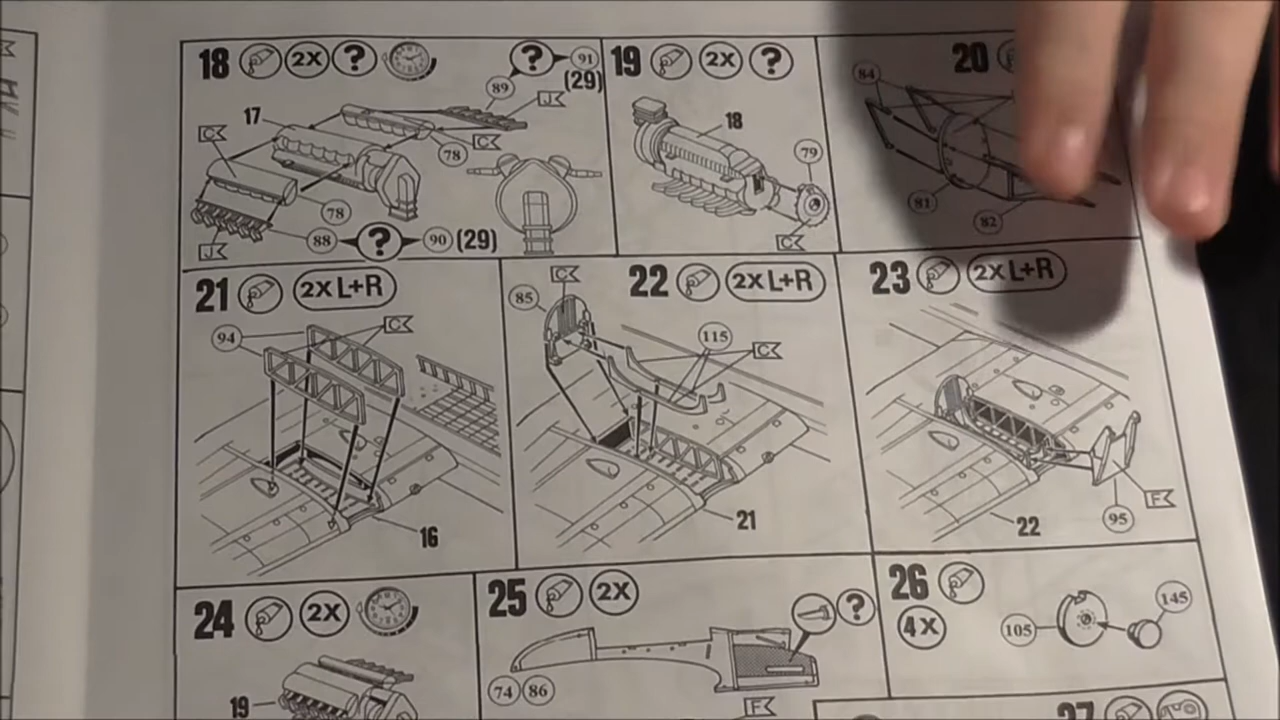 18 2X ? ? 91
(29)
89
J
17
C
C
78
78
88 ? 90 (29)
J
19 2X ?
18
79
C
20
84
81
82
21 2X L+R
94
C
16
22 2X L+R
C
85
115
C
21
23 2X L+R
F
95
22
24 2X
19
25 2X
?
74 86
F
26
4X
105
145
27